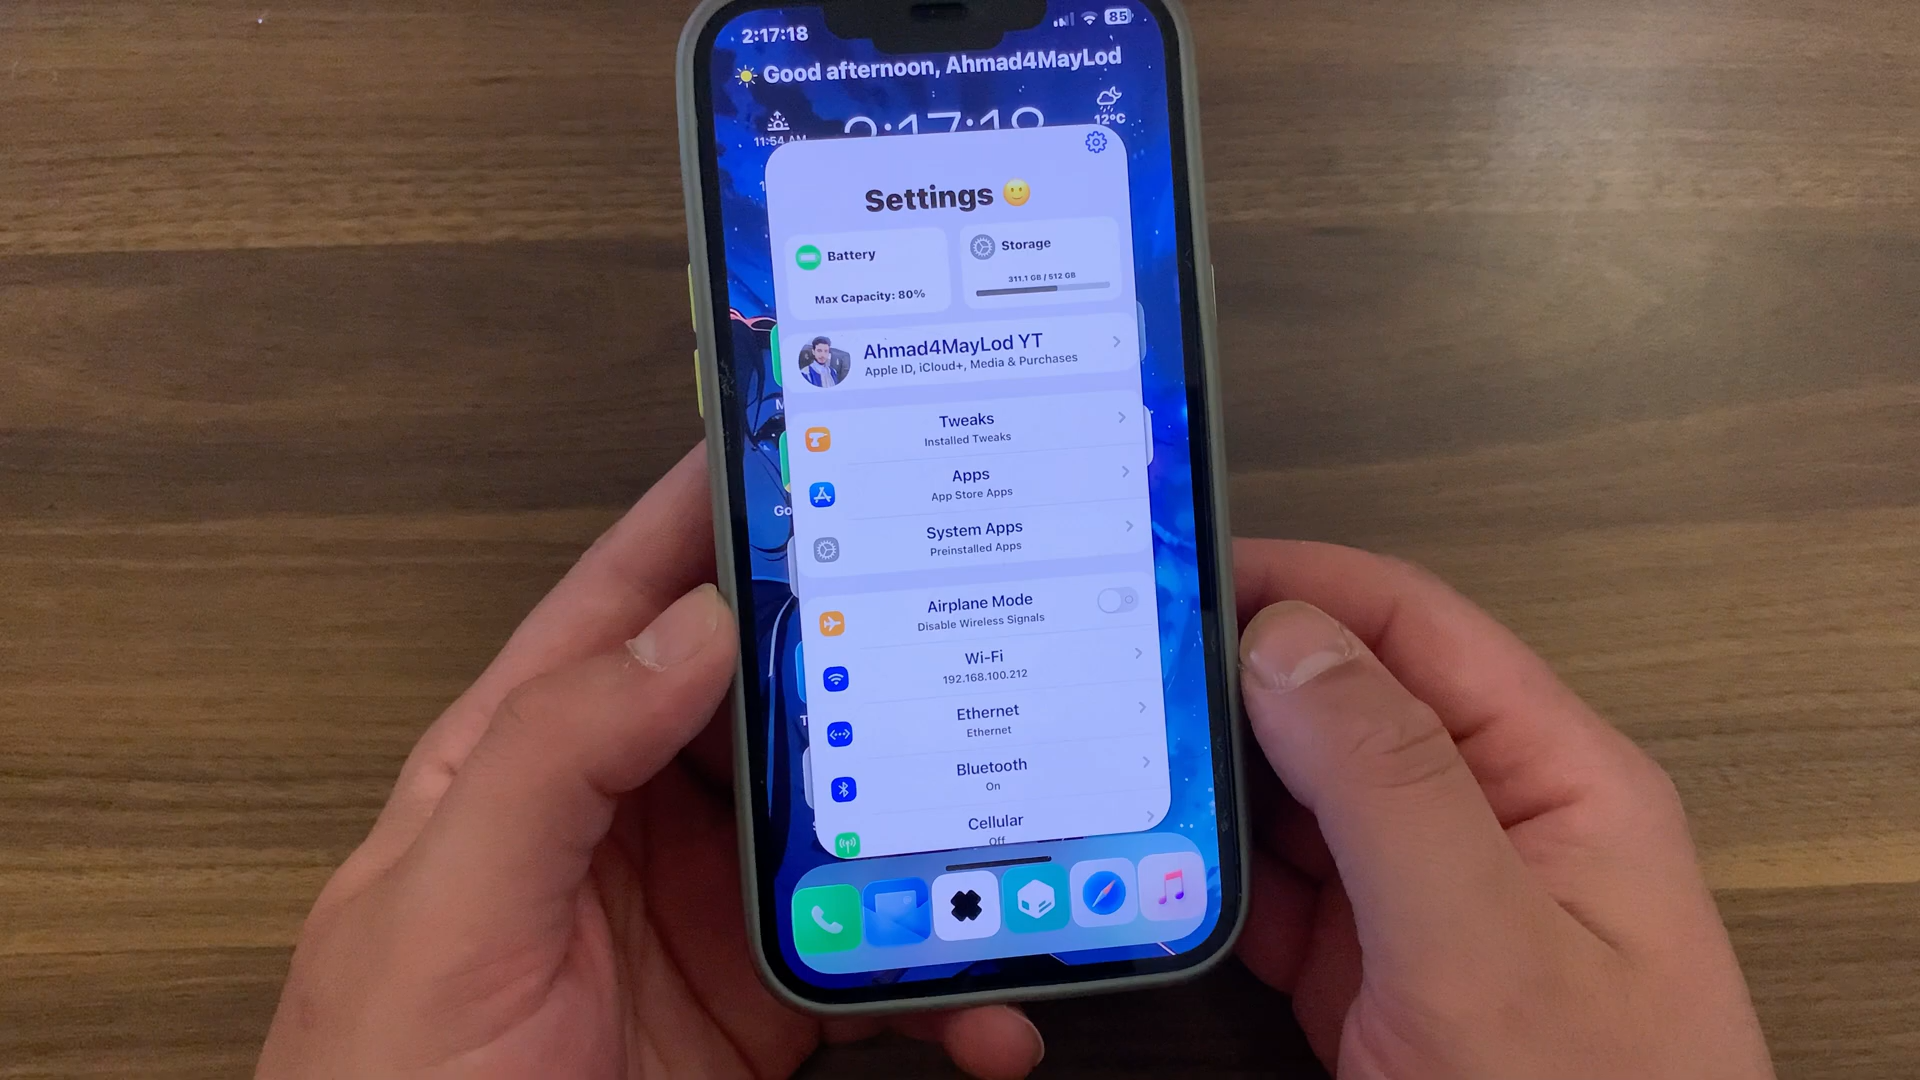 2:17:18
85
Good afternoon, Ahmad4MayLod
11:54 AM
12°C
Settings
Battery
Max Capacity: 80%
Storage
311.1 GB / 512 GB
Ahmad4MayLod YT
Apple ID, iCloud+, Media & Purchases
Tweaks
Installed Tweaks
Apps
App Store Apps
System Apps
Preinstalled Apps
Airplane Mode
Disable Wireless Signals
Wi-Fi
192.168.100.212
Ethernet
Ethernet
Bluetooth
On
Cellular
Off
Go